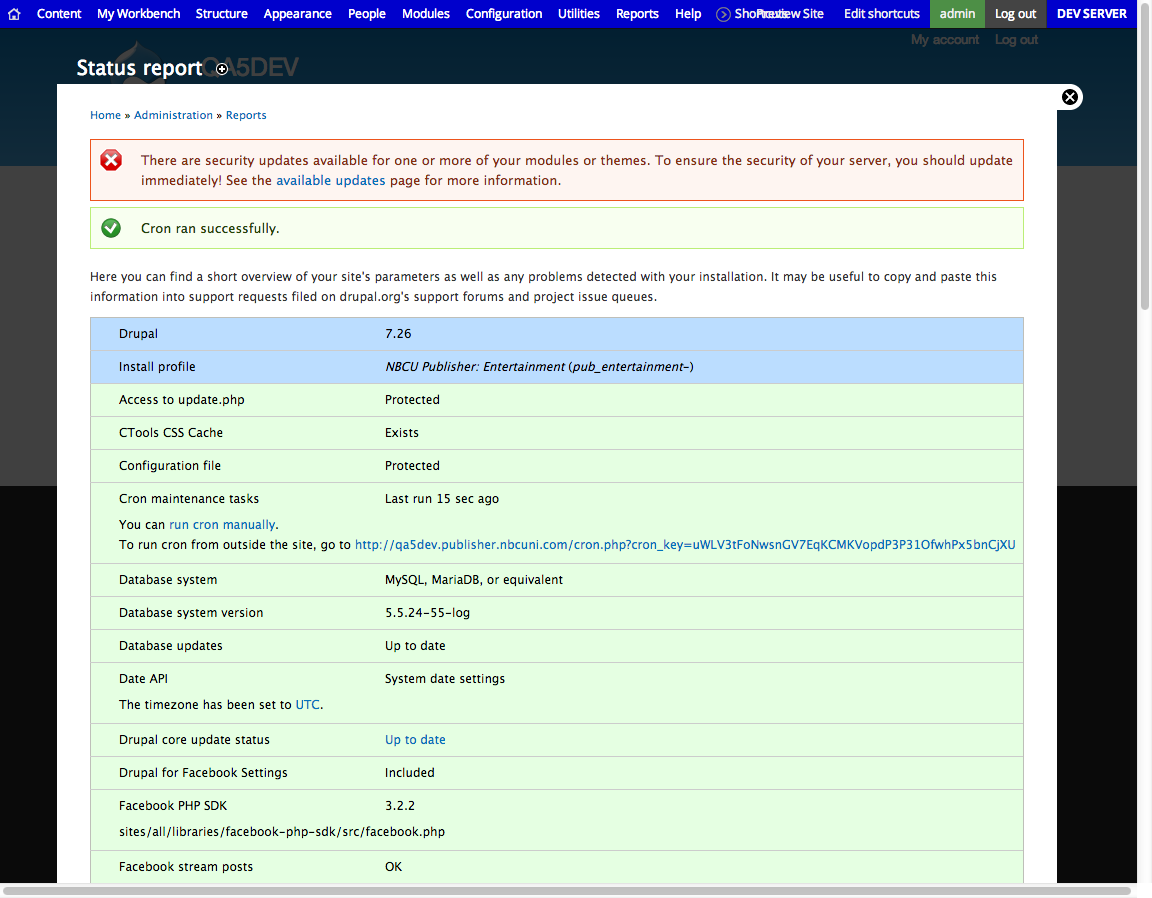 Content My Workbench Structure Appearance People Modules Configuration Utilities Reports Help Preview Site Edit shortcuts admin Log out DEV SERVER
My account Log out
Status report QA5DEV
Home » Administration » Reports
There are security updates available for one or more of your modules or themes. To ensure the security of your server, you should update
immediately! See the available updates page for more information.
Cron ran successfully.
Here you can find a short overview of your site's parameters as well as any problems detected with your installation. It may be useful to copy and paste this
information into support requests filed on drupal.org's support forums and project issue queues.
Drupal 7.26
Install profile NBCU Publisher: Entertainment (pub_entertainment-)
Access to update.php Protected
CTools CSS Cache Exists
Configuration file Protected
Cron maintenance tasks Last run 15 sec ago
You can run cron manually.
To run cron from outside the site, go to http://qa5dev.publisher.nbcuni.com/cron.php?cron_key=uWLV3tFoNwsnGV7EqKCMKVopdP3P31OfwhPx5bnCjXU
Database system MySQL, MariaDB, or equivalent
Database system version 5.5.24-55-log
Database updates Up to date
Date API System date settings
The timezone has been set to UTC.
Drupal core update status Up to date
Drupal for Facebook Settings Included
Facebook PHP SDK 3.2.2
sites/all/libraries/facebook-php-sdk/src/facebook.php
Facebook stream posts OK